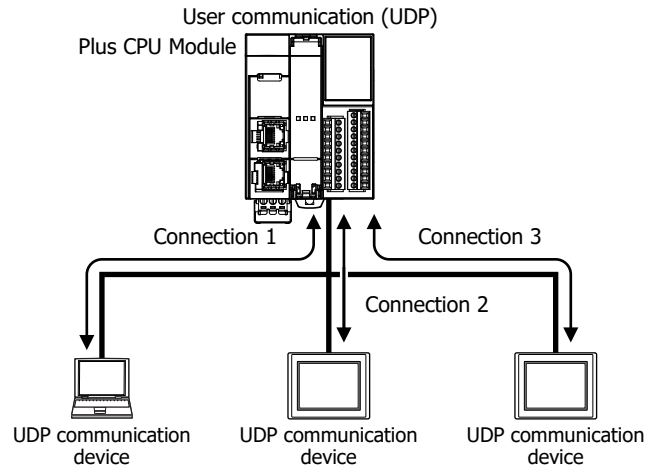 User communication (UDP)
Plus CPU Module
Connection 1
Connection 3
Connection 2
UDP communication
device
UDP communication
device
UDP communication
device